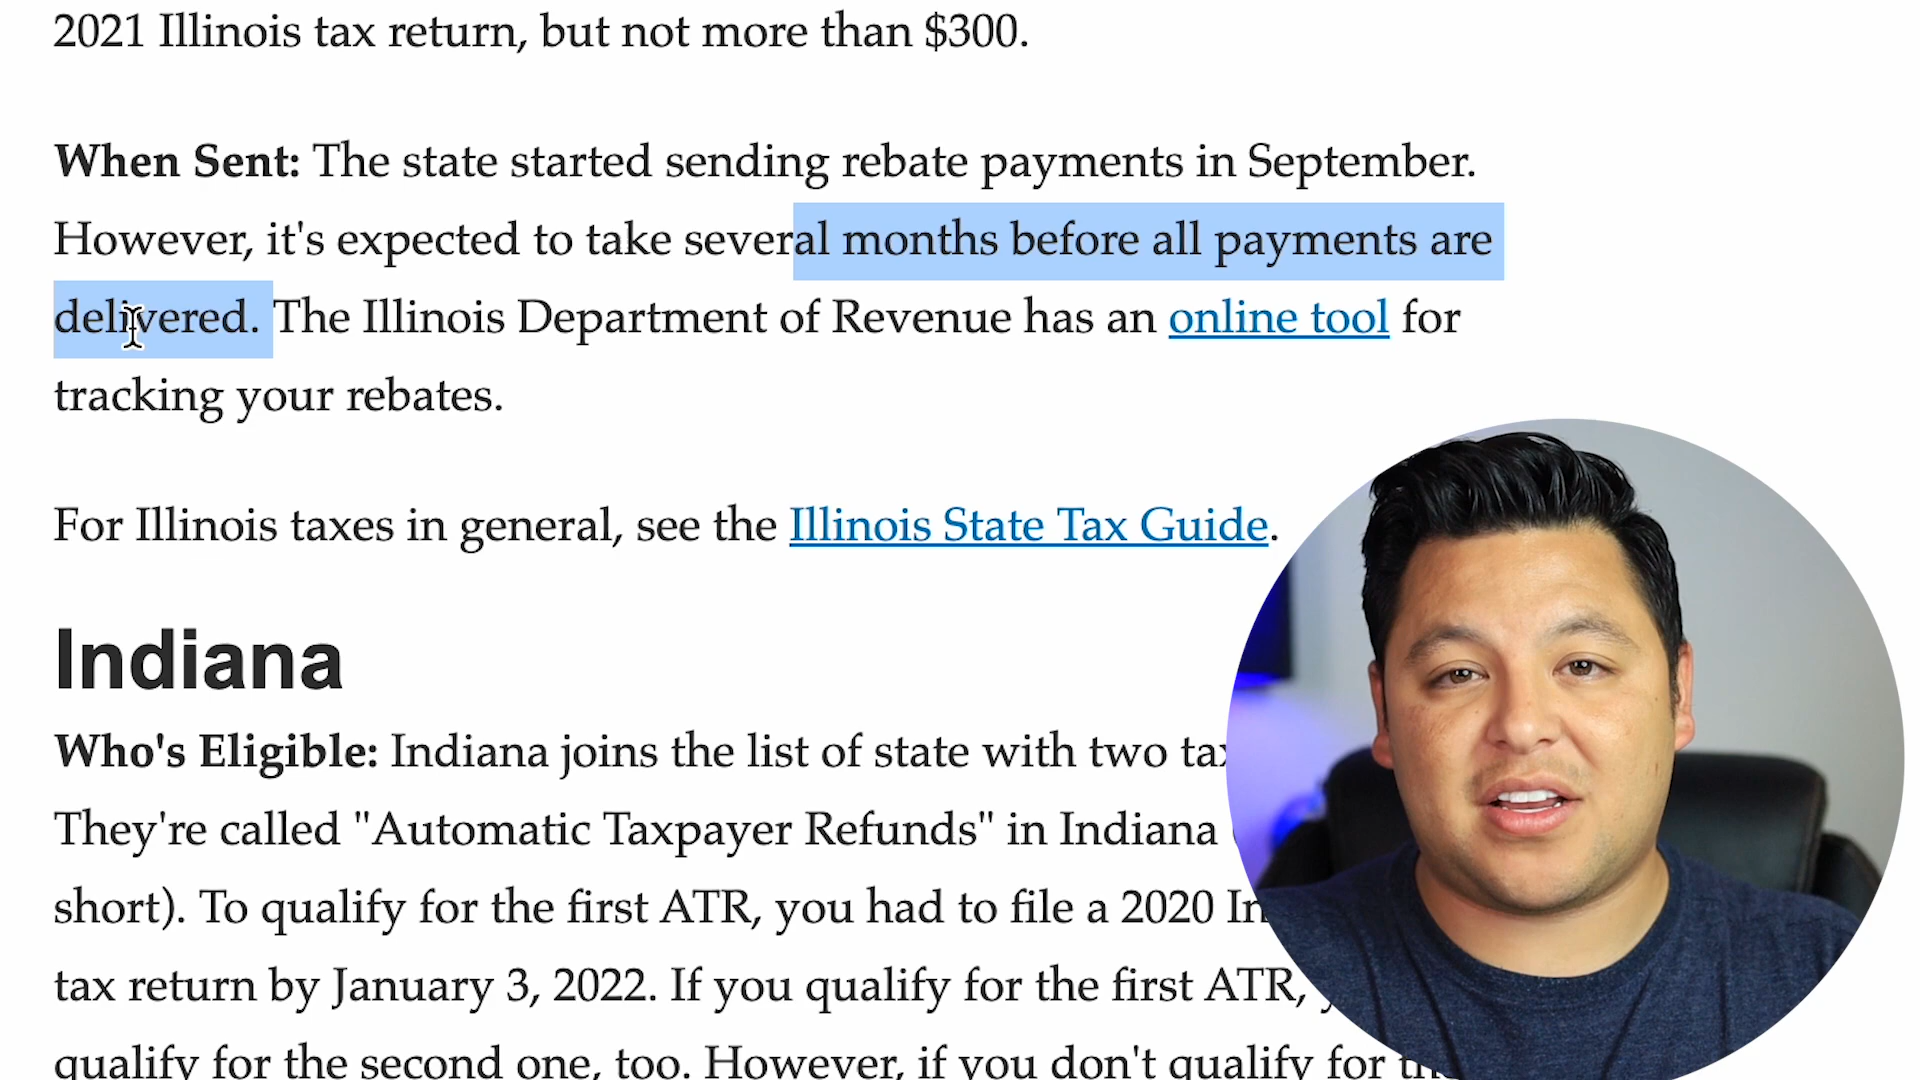 2021 Illinois tax return, but not more than $300.
When Sent: The state started sending rebate payments in September.
However, it's expected to take several months before all payments are
delivered. The Illinois Department of Revenue has an online tool for
tracking your rebates.
For Illinois taxes in general, see the Illinois State Tax Guide.
Indiana
Who's Eligible: Indiana joins the list of state with two
They're called "Automatic Taxpayer Refunds" in Indiana
short). To qualify for the first ATR, you had to file a 2020
tax return by January 3, 2022. If you qualify for the first ATR,
qualify for the second one, too. However, if you don't qualify for